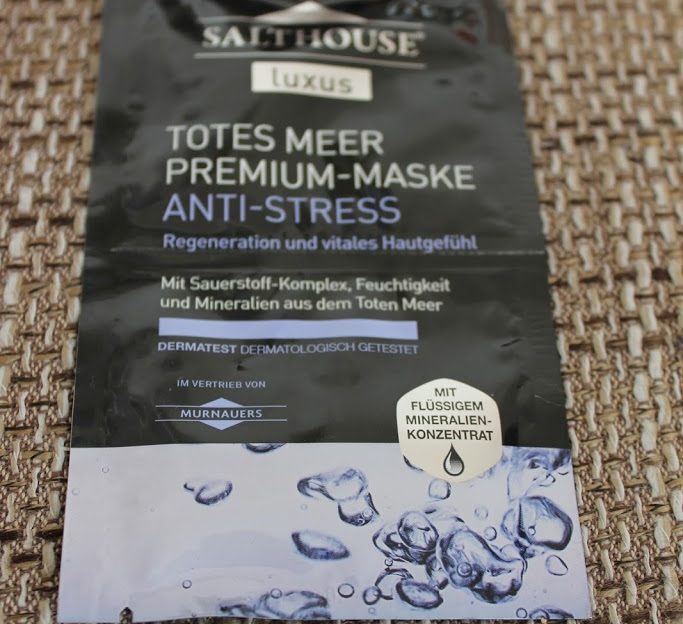 SALTHOUSE®
luxus
TOTES MEER
PREMIUM-MASKE
ANTI-STRESS
Regeneration und vitales Hautgefühl
Mit Sauerstoff-Komplex, Feuchtigkeit
und Mineralien aus dem Toten Meer
DERMATEST DERMATOLOGISCH GETESTET
IM VERTRIEB VON
MURNAUERS
MIT
FLÜSSIGEM
MINERALIEN-
KONZENTRAT